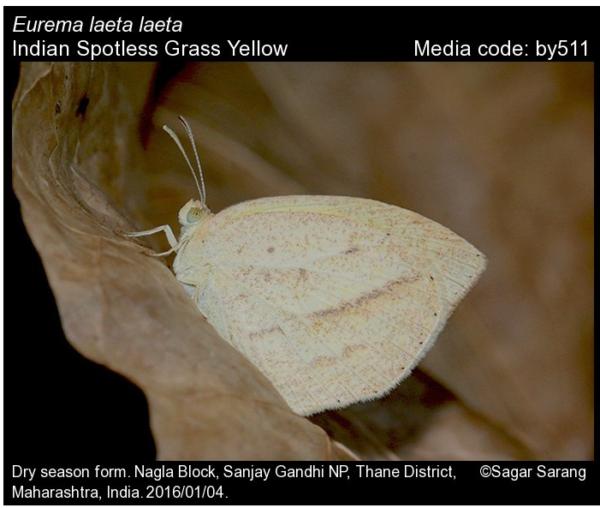 Eurema laeta laeta
Indian Spotless Grass Yellow Media code: by511
Dry season form. Nagla Block, Sanjay Gandhi NP, Thane District, ©Sagar Sarang
Maharashtra, India. 2016/01/04.